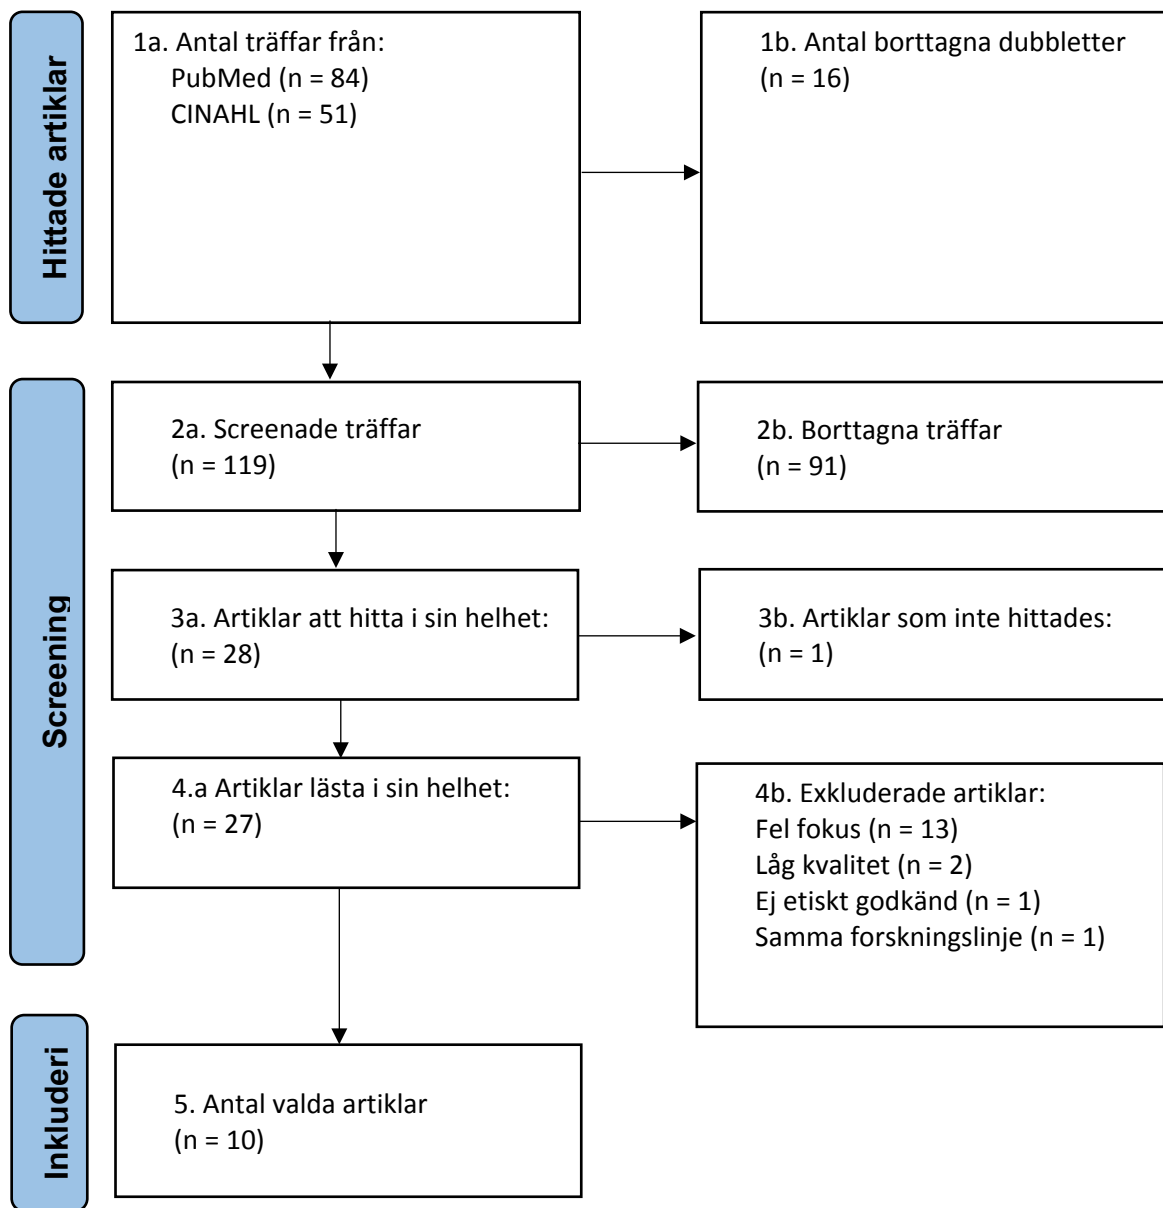 Hittade artiklar
1a. Antal träffar från:
PubMed (n = 84)
CINAHL (n = 51)
1b. Antal borttagna dubbletter
(n = 16)
Screening
2a. Screenade träffar
(n = 119)
2b. Borttagna träffar
(n = 91)
3a. Artiklar att hitta i sin helhet:
(n = 28)
3b. Artiklar som inte hittades:
(n = 1)
4.a Artiklar lästa i sin helhet:
(n = 27)
4b. Exkluderade artiklar:
Fel fokus (n = 13)
Låg kvalitet (n = 2)
Ej etiskt godkänd (n = 1)
Samma forskningslinje (n = 1)
Inkluderi
5. Antal valda artiklar
(n = 10)